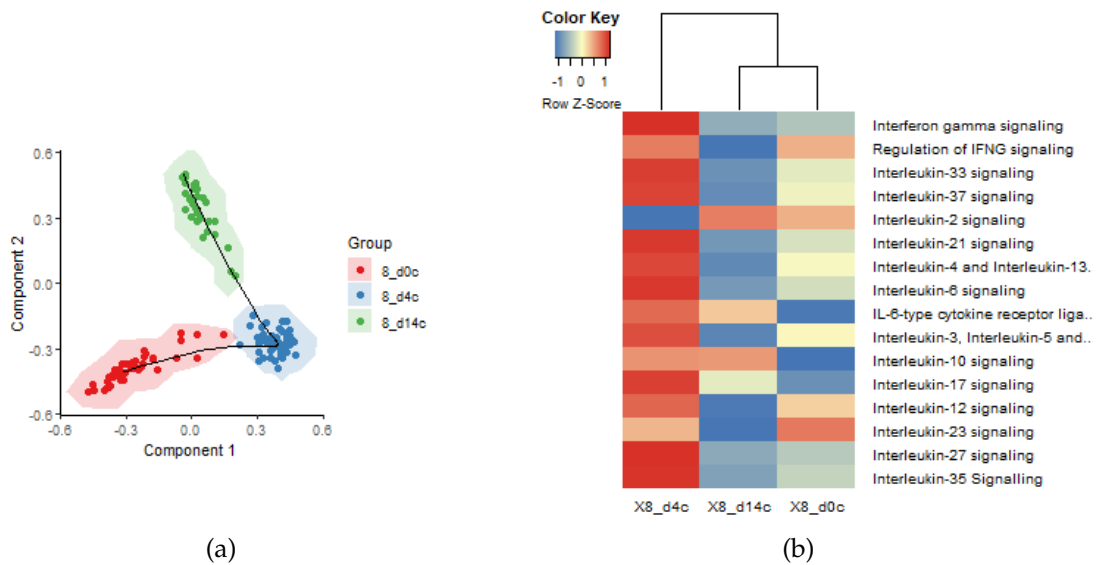 Color Key
-1 0 1
Row Z-Score
0.6
0.3
0.0
-0.3
-0.6
Component 2
-0.6 -0.3 0.0 0.3 0.6
Component 1
Group
8_d0c
8_d4c
8_d14c
Interferon gamma signaling
Regulation of IFNG signaling
Interleukin-33 signaling
Interleukin-37 signaling
Interleukin-2 signaling
Interleukin-21 signaling
Interleukin-4 and Interleukin-13..
Interleukin-6 signaling
IL-6-type cytokine receptor liga..
Interleukin-3, Interleukin-5 and..
Interleukin-10 signaling
Interleukin-17 signaling
Interleukin-12 signaling
Interleukin-23 signaling
Interleukin-27 signaling
Interleukin-35 Signalling
X8_d4c X8_d14c X8_d0c
(a)
(b)